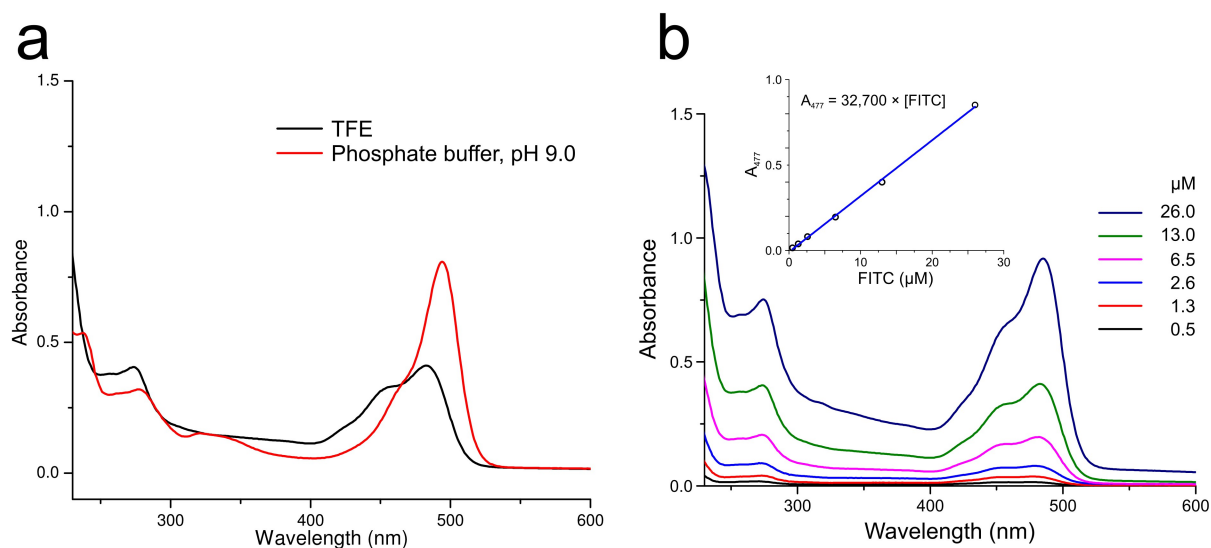 a
1.5
1.0
0.5
0.0
Absorbance
300
400
500
600
Wavelength (nm)
TFE
Phosphate buffer, pH 9.0
b
1.5
1.0
0.5
0.0
Absorbance
300
400
500
600
Wavelength (nm)
1.0
0.5
0.0
A₄₇₇
0
10
20
30
FITC (µM)
A₄₇₇ = 32,700 × [FITC]
µM
26.0
13.0
6.5
2.6
1.3
0.5